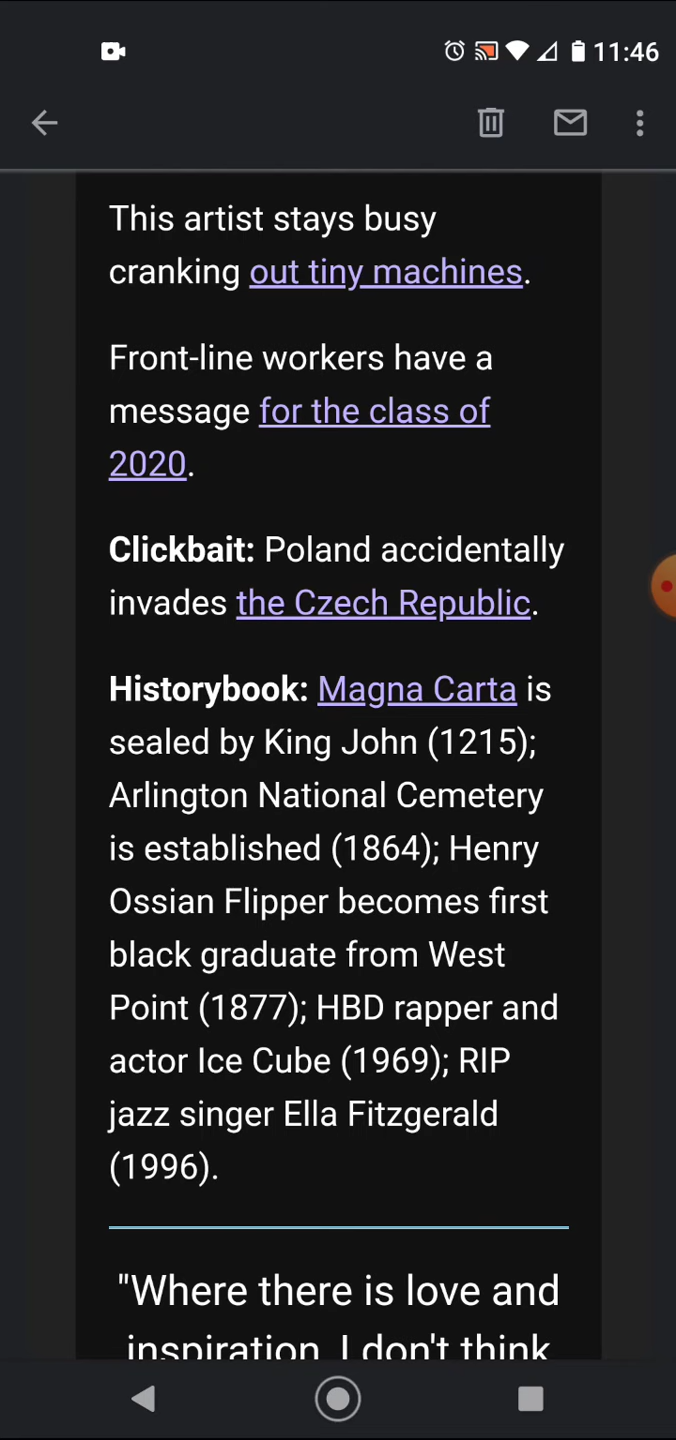 11:46
This artist stays busy
cranking out tiny machines.
Front-line workers have a
message for the class of
2020.
Clickbait: Poland accidentally
invades the Czech Republic.
Historybook: Magna Carta is
sealed by King John (1215);
Arlington National Cemetery
is established (1864); Henry
Ossian Flipper becomes first
black graduate from West
Point (1877); HBD rapper and
actor Ice Cube (1969); RIP
jazz singer Ella Fitzgerald
(1996).
"Where there is love and
inspiration, I don't think